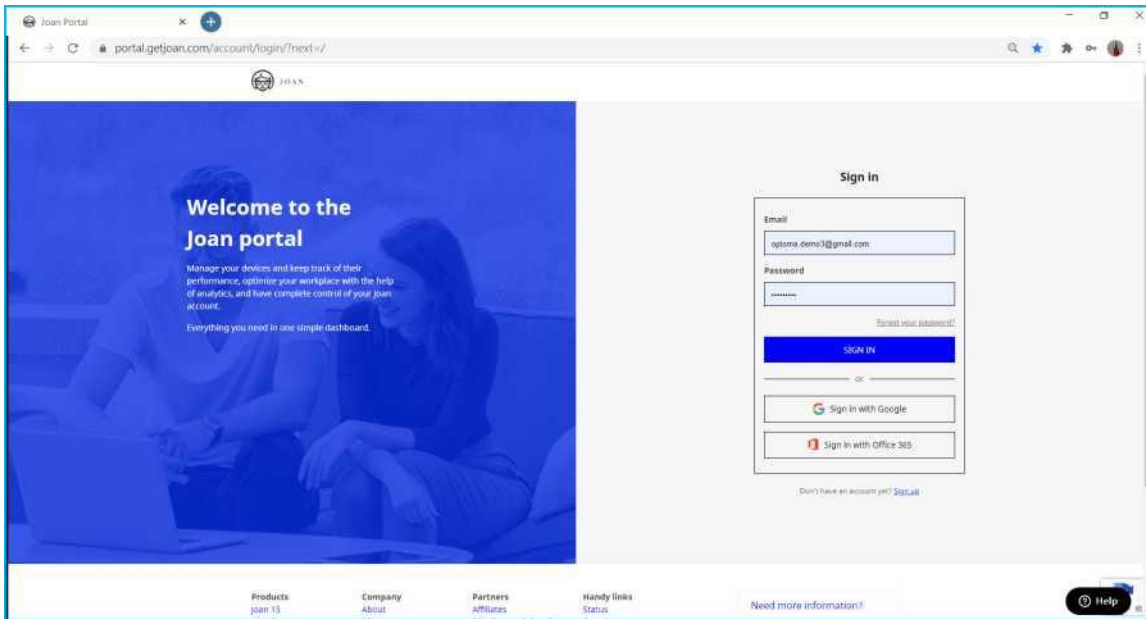 Joan Portal
portal.getjoan.com/account/login/?next=/
JOAN
Welcome to the
Joan portal
Manage your devices and keep track of their
performance, optimize your workplace with the help
of analytics, and have complete control of your Joan
account.
Everything you need in one simple dashboard.
Sign in
Email
optoma.demo3@gmail.com
Password
Forgot your password?
SIGN IN
or
Sign in with Google
Sign in with Office 365
Don't have an account yet? Sign up
Products
Company
Partners
Handy links
Joan 13
About
Affiliates
Status
Need more information?
Help